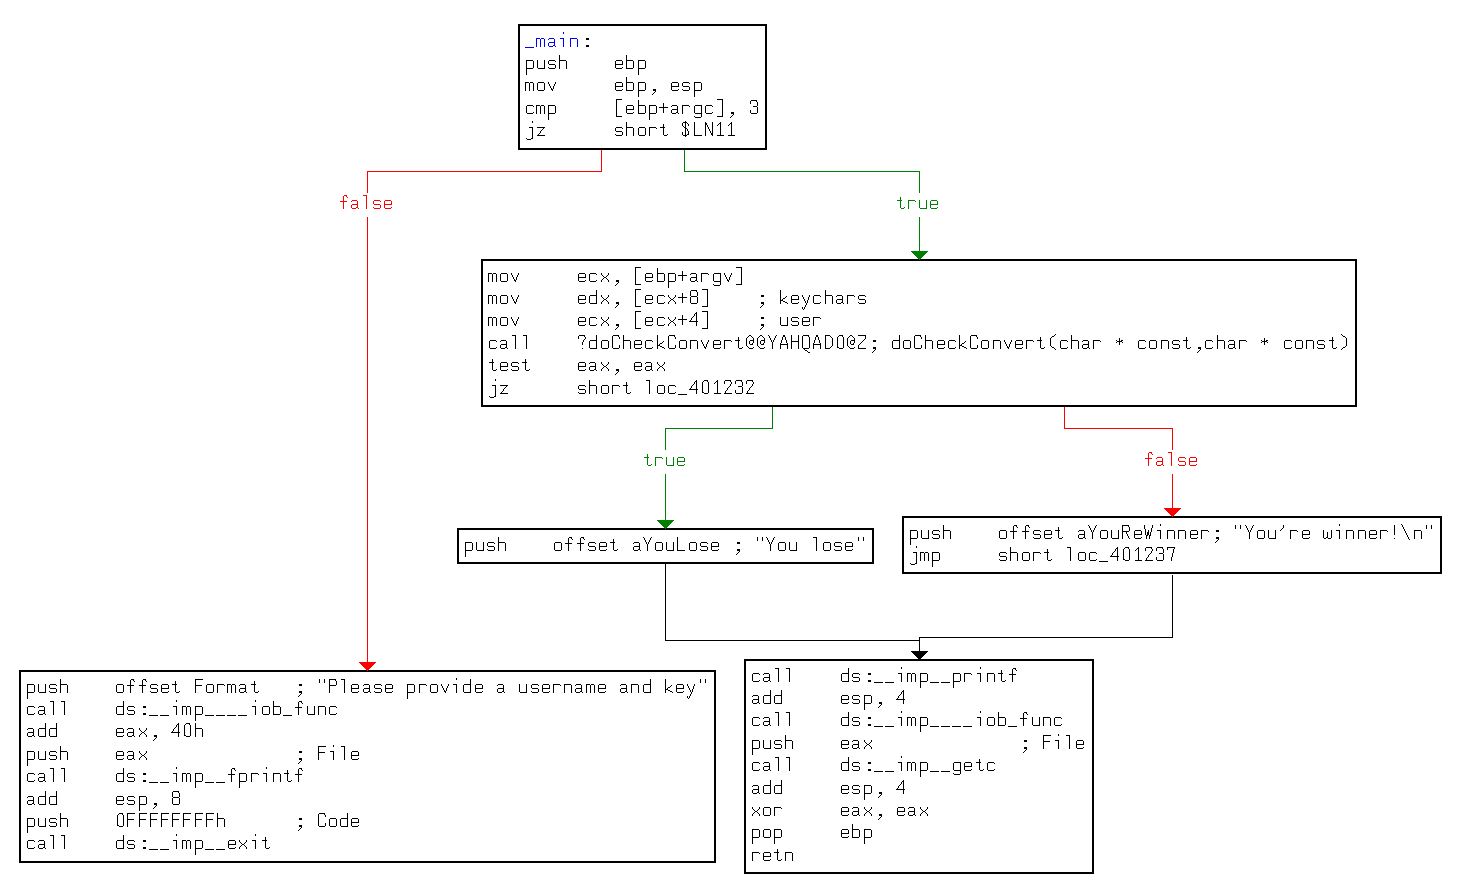 _main:
push ebp
mov ebp, esp
cmp [ebp+argc], 3
jz short $LN11
false
true
mov ecx, [ebp+argv]
mov edx, [ecx+8] ; keychars
mov ecx, [ecx+4] ; user
call ?doCheckConvert@@YAHQAD0@Z; doCheckConvert(char * const,char * const)
test eax, eax
jz short loc_401232
true
false
push offset aYouLose ; "You lose"
push offset aYouReWinner; "You're winner!\n"
jmp short loc_401237
push offset Format ; "Please provide a username and key"
call ds:__imp____iob_func
add eax, 40h
push eax ; File
call ds:__imp__fprintf
add esp, 8
push 0FFFFFFFFh ; Code
call ds:__imp__exit
call ds:__imp__printf
add esp, 4
call ds:__imp____iob_func
push eax ; File
call ds:__imp__getc
add esp, 4
xor eax, eax
pop ebp
retn